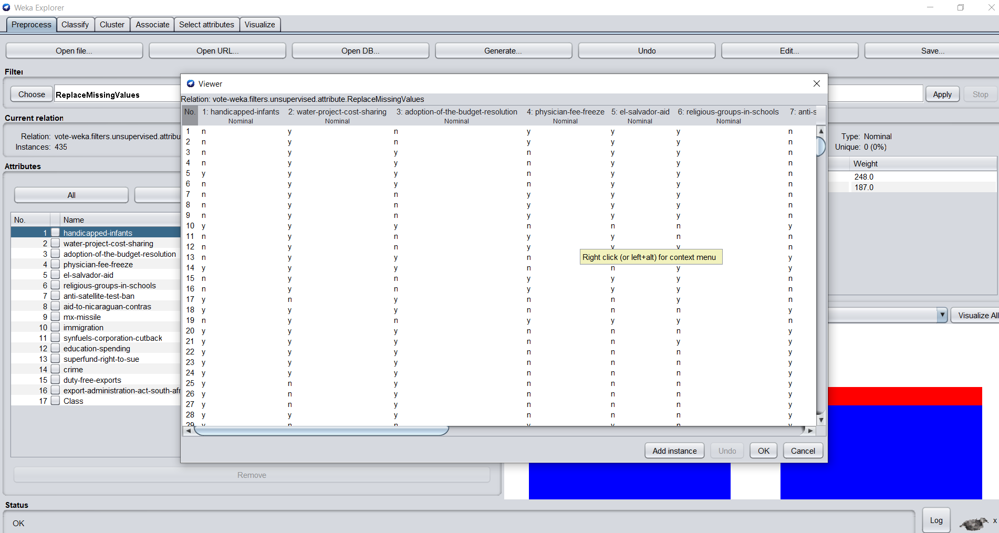 Weka Explorer
Preprocess Classify Cluster Associate Select attributes Visualize
Open file... Open URL... Open DB... Generate... Undo Edit... Save...
Filter
Choose ReplaceMissingValues Apply Stop
Current relation
Relation: vote-weka.filters.unsupervised.attribu
Instances: 435
Type: Nominal
Unique: 0 (0%)
Attributes
All
No. Name
1 handicapped-infants
2 water-project-cost-sharing
3 adoption-of-the-budget-resolution
4 physician-fee-freeze
5 el-salvador-aid
6 religious-groups-in-schools
7 anti-satellite-test-ban
8 aid-to-nicaraguan-contras
9 mx-missile
10 immigration
11 synfuels-corporation-cutback
12 education-spending
13 superfund-right-to-sue
14 crime
15 duty-free-exports
16 export-administration-act-south-afr
17 Class
Remove
Weight
248.0
187.0
Visualize All
Viewer
Relation: vote-weka.filters.unsupervised.attribute.ReplaceMissingValues
No. 1: handicapped-infants 2: water-project-cost-sharing 3: adoption-of-the-budget-resolution 4: physician-fee-freeze 5: el-salvador-aid 6: religious-groups-in-schools 7: anti-s
Nominal Nominal Nominal Nominal Nominal Nominal
1 n y n y y y n
2 n y n y y y n
3 n y y n y y n
4 n y y n y y n
5 y y y n y y n
6 n y y n y y n
7 n y n y y y n
8 n y n y y y n
9 n y n y y y n
10 y y y n n n y
11 n y n y y n n
12 n y n y y y n
13 n y y n y
14 y y y n n y y
15 n y n y y y n
16 n y n y y y n
17 y n y n n y n
18 y y y n n n y
19 n y n y y y n
20 y y y n n n y
21 y y y n n y y
22 y y y n n n y
23 y y y n n n y
24 y y y n n n y
25 y n y n n n y
26 y n y n n n y
27 y n y n n n y
28 y y y n n n y
29 y n n y y n y
Right click (or left+alt) for context menu
Add instance Undo OK Cancel
Status
OK
Log x